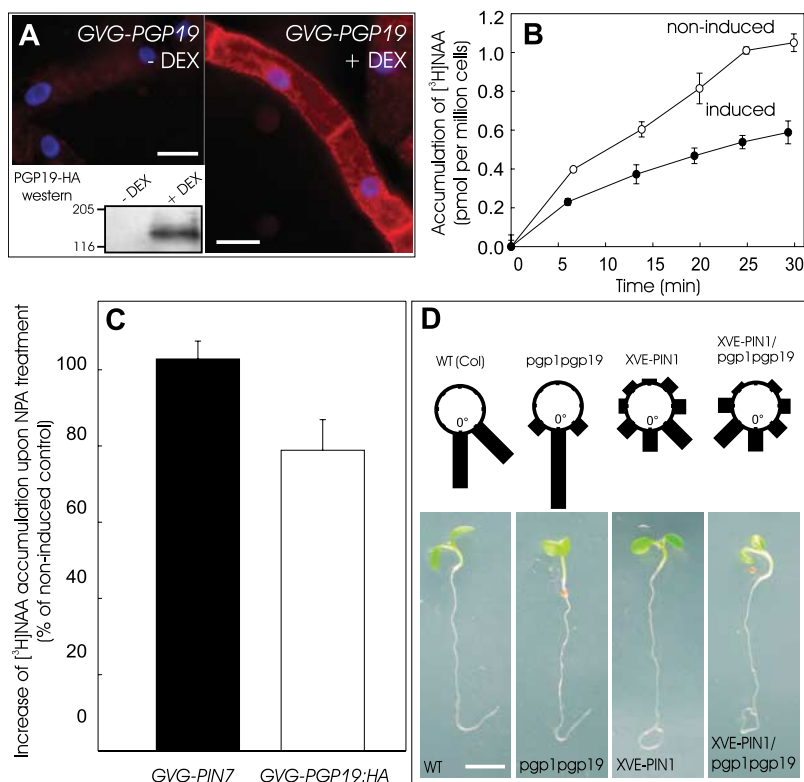 A
GVG-PGP19
- DEX
GVG-PGP19
+ DEX
PGP19-HA
western
- DEX
+ DEX
205
116
B
Accumulation of [³H]NAA
(pmol per million cells)
1.2
1.0
0.8
0.6
0.4
0.2
0.0
non-induced
induced
0 5 10 15 20 25 30
Time (min)
C
Increase of [³H]NAA accumulation upon NPA treatment
(% of non-induced control)
100
80
60
40
20
0
GVG-PIN7
GVG-PGP19:HA
D
WT (Col)
pgp1pgp19
XVE-PIN1
XVE-PIN1/
pgp1pgp19
0°
0°
0°
0°
WT
pgp1pgp19
XVE-PIN1
XVE-PIN1/
pgp1pgp19